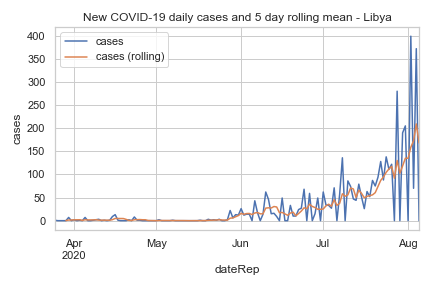 New COVID-19 daily cases and 5 day rolling mean - Libya
cases
cases (rolling)
400
350
300
250
200
150
100
50
0
cases
Apr
2020
May
Jun
Jul
Aug
dateRep